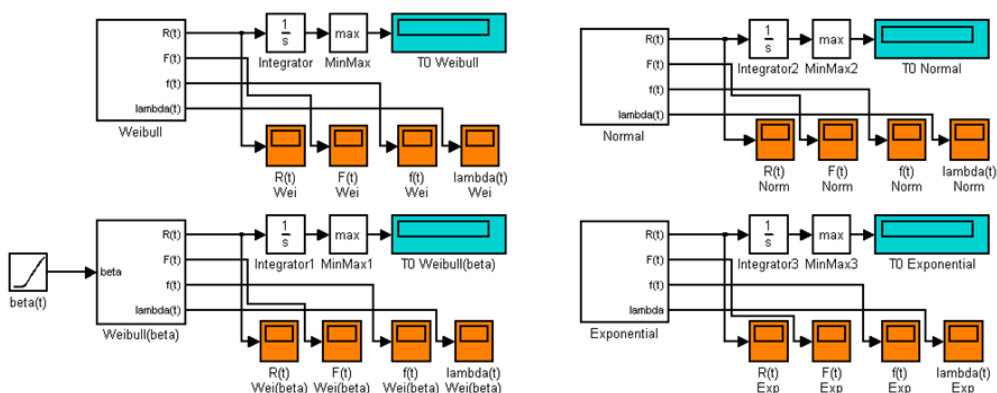 R(t)
F(t)
f(t)
lambda(t)
Weibull
1
s
Integrator
max
MinMax
T0 Weibull
R(t)
Wei
F(t)
Wei
f(t)
Wei
lambda(t)
Wei
R(t)
F(t)
f(t)
lambda(t)
Normal
1
s
Integrator2
max
MinMax2
T0 Normal
R(t)
Norm
F(t)
Norm
f(t)
Norm
lambda(t)
Norm
beta(t)
beta
R(t)
F(t)
f(t)
lambda(t)
Weibull(beta)
1
s
Integrator1
max
MinMax1
T0 Weibull(beta)
R(t)
Wei(beta)
F(t)
Wei(beta)
f(t)
Wei(beta)
lambda(t)
Wei(beta)
R(t)
F(t)
f(t)
lambda
Exponential
1
s
Integrator3
max
MinMax3
T0 Exponential
R(t)
Exp
F(t)
Exp
f(t)
Exp
lambda(t)
Exp